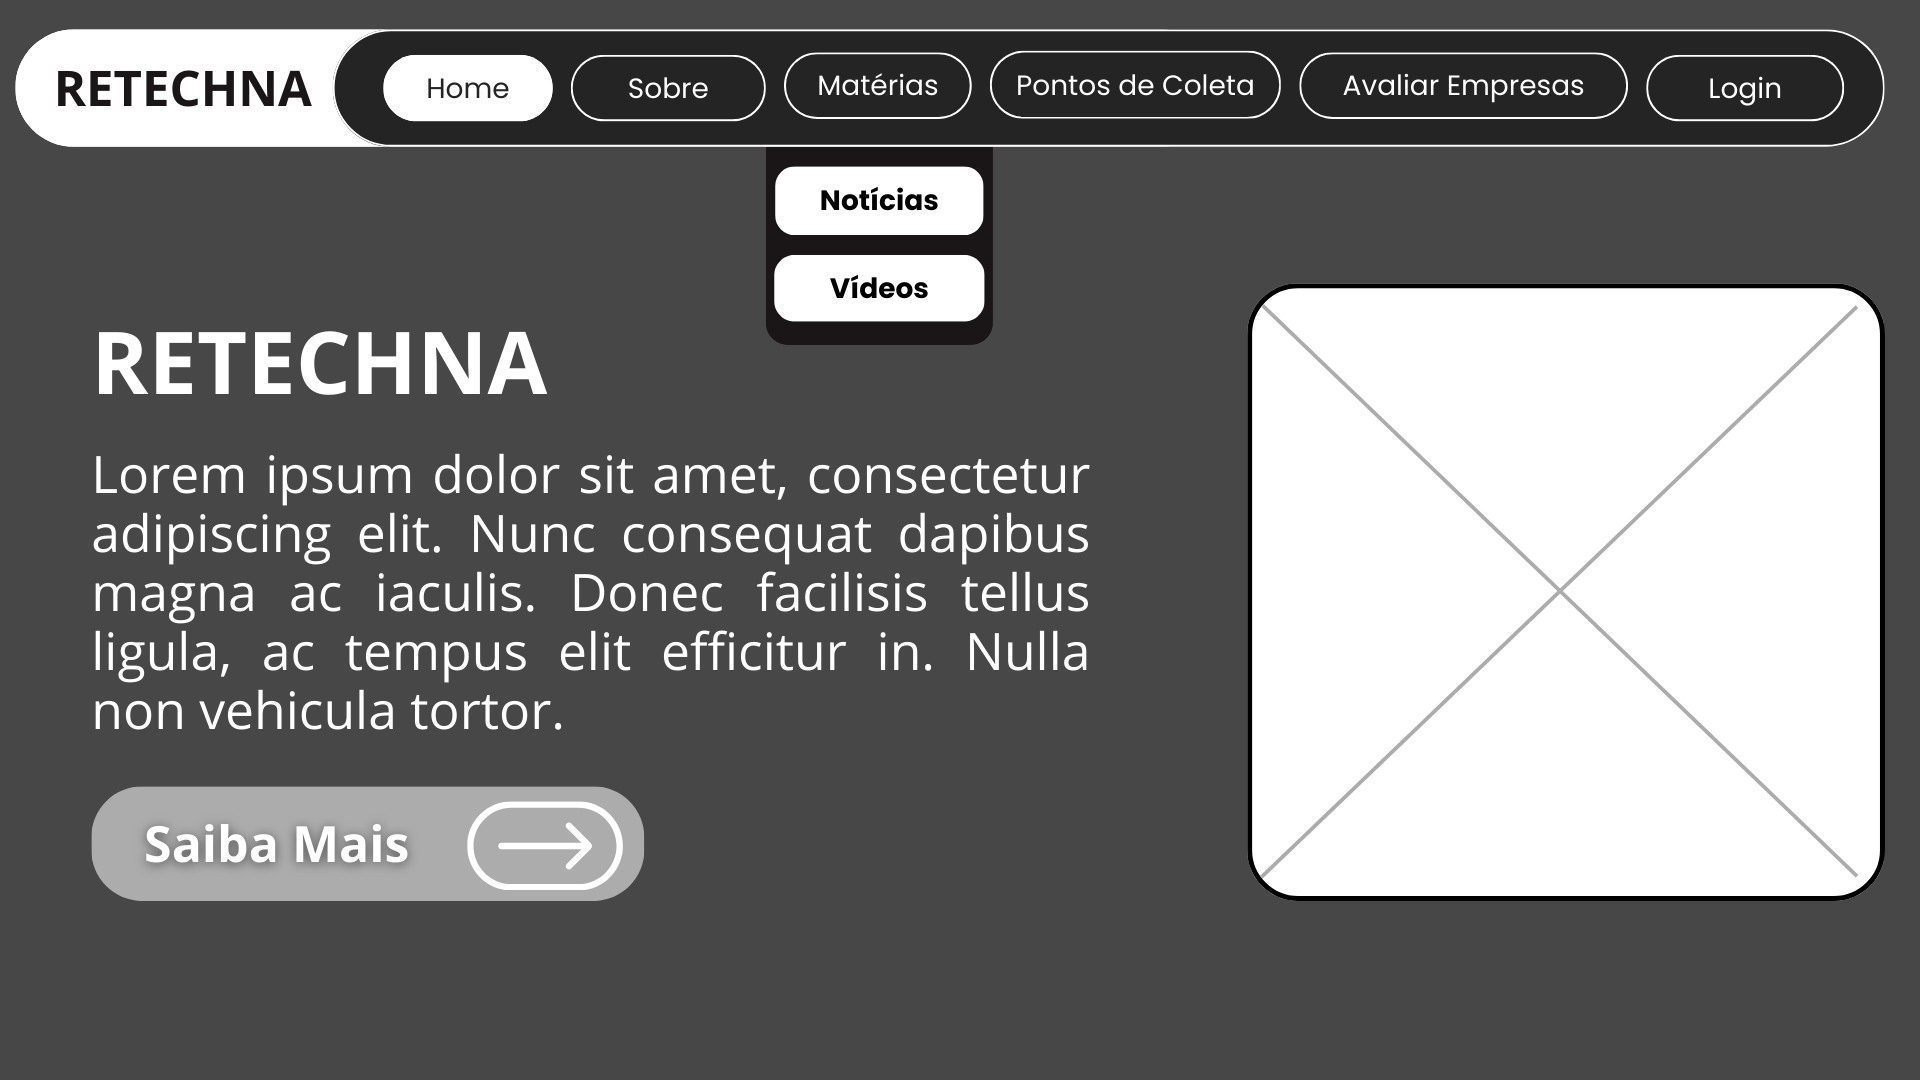 RETECHNA
Home
Sobre
Matérias
Pontos de Coleta
Avaliar Empresas
Login
Notícias
Vídeos
RETECHNA
Lorem ipsum dolor sit amet, consectetur
adipiscing elit. Nunc consequat dapibus
magna ac iaculis. Donec facilisis tellus
ligula, ac tempus elit efficitur in. Nulla
non vehicula tortor.
Saiba Mais